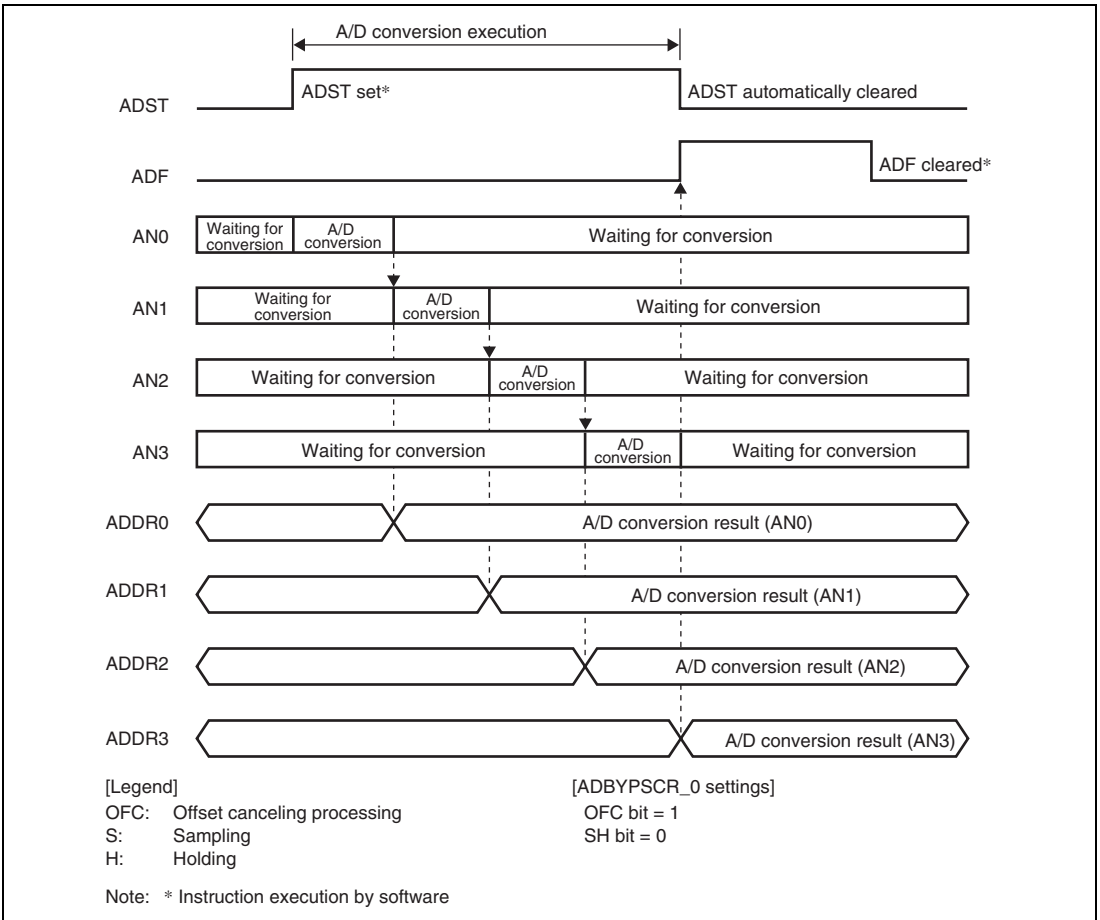 A/D conversion execution
ADST
ADST set*
ADST automatically cleared
ADF
ADF cleared*
AN0
Waiting for
conversion
A/D
conversion
Waiting for conversion
AN1
Waiting for
conversion
A/D
conversion
Waiting for conversion
AN2
Waiting for conversion
A/D
conversion
Waiting for conversion
AN3
Waiting for conversion
A/D
conversion
Waiting for conversion
ADDR0
A/D conversion result (AN0)
ADDR1
A/D conversion result (AN1)
ADDR2
A/D conversion result (AN2)
ADDR3
A/D conversion result (AN3)
[Legend]
OFC: Offset canceling processing
S: Sampling
H: Holding
[ADBYPSCR_0 settings]
OFC bit = 1
SH bit = 0
Note: * Instruction execution by software